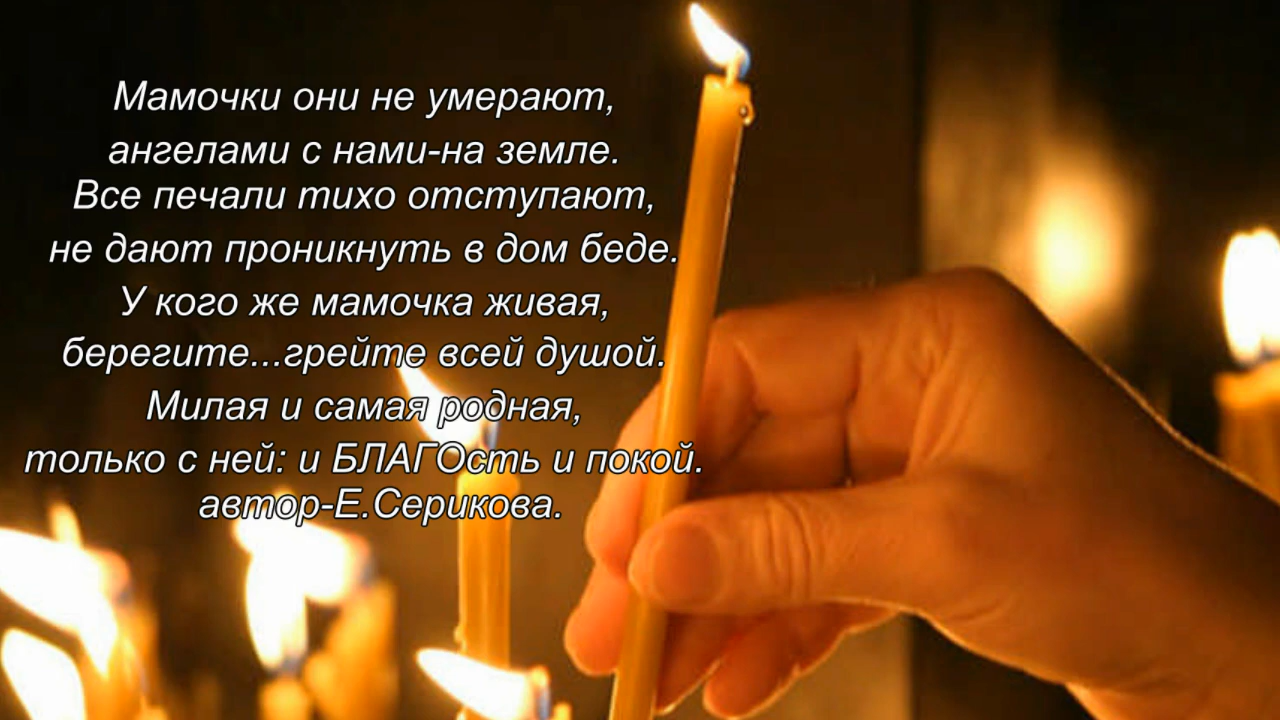 Мамочки они не умерают,
ангелами с нами-на земле.
Все печали тихо отступают,
не дают проникнуть в дом беде.
У кого же мамочка живая,
берегите...грейте всей душой.
Милая и самая родная,
только с ней: и БЛАГОсть и покой.
автор-Е.Серикова.